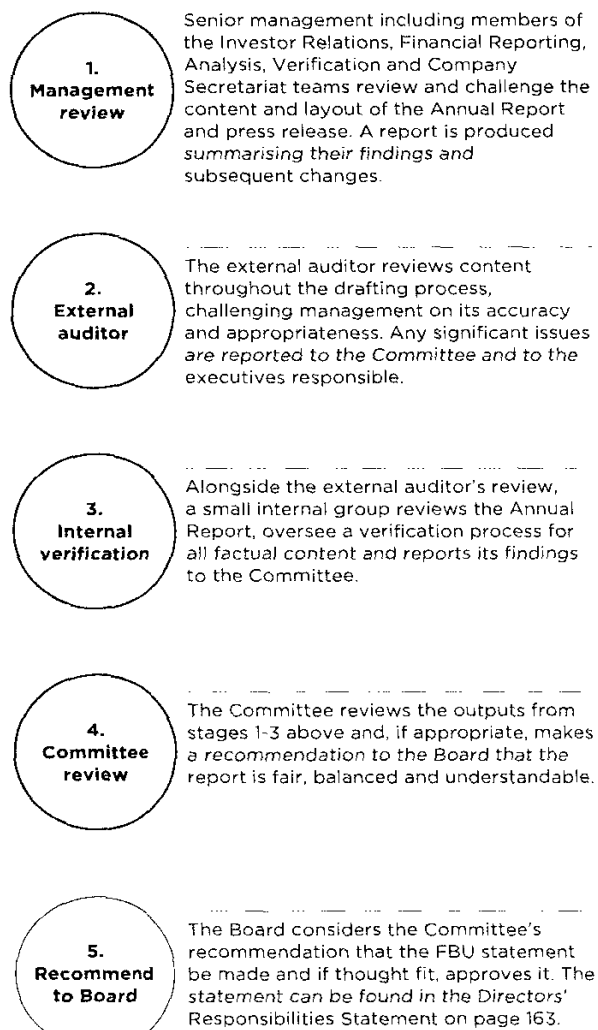 1.
Management
review
Senior management including members of
the Investor Relations, Financial Reporting,
Analysis, Verification and Company
Secretariat teams review and challenge the
content and layout of the Annual Report
and press release. A report is produced
summarising their findings and
subsequent changes.
2.
External
auditor
The external auditor reviews content
throughout the drafting process,
challenging management on its accuracy
and appropriateness. Any significant issues
are reported to the Committee and to the
executives responsible.
3.
Internal
verification
Alongside the external auditor's review,
a small internal group reviews the Annual
Report, oversee a verification process for
all factual content and reports its findings
to the Committee.
4.
Committee
review
The Committee reviews the outputs from
stages 1-3 above and, if appropriate, makes
a recommendation to the Board that the
report is fair, balanced and understandable.
5.
Recommend
to Board
The Board considers the Committee's
recommendation that the FBU statement
be made and if thought fit, approves it. The
statement can be found in the Directors'
Responsibilities Statement on page 163.